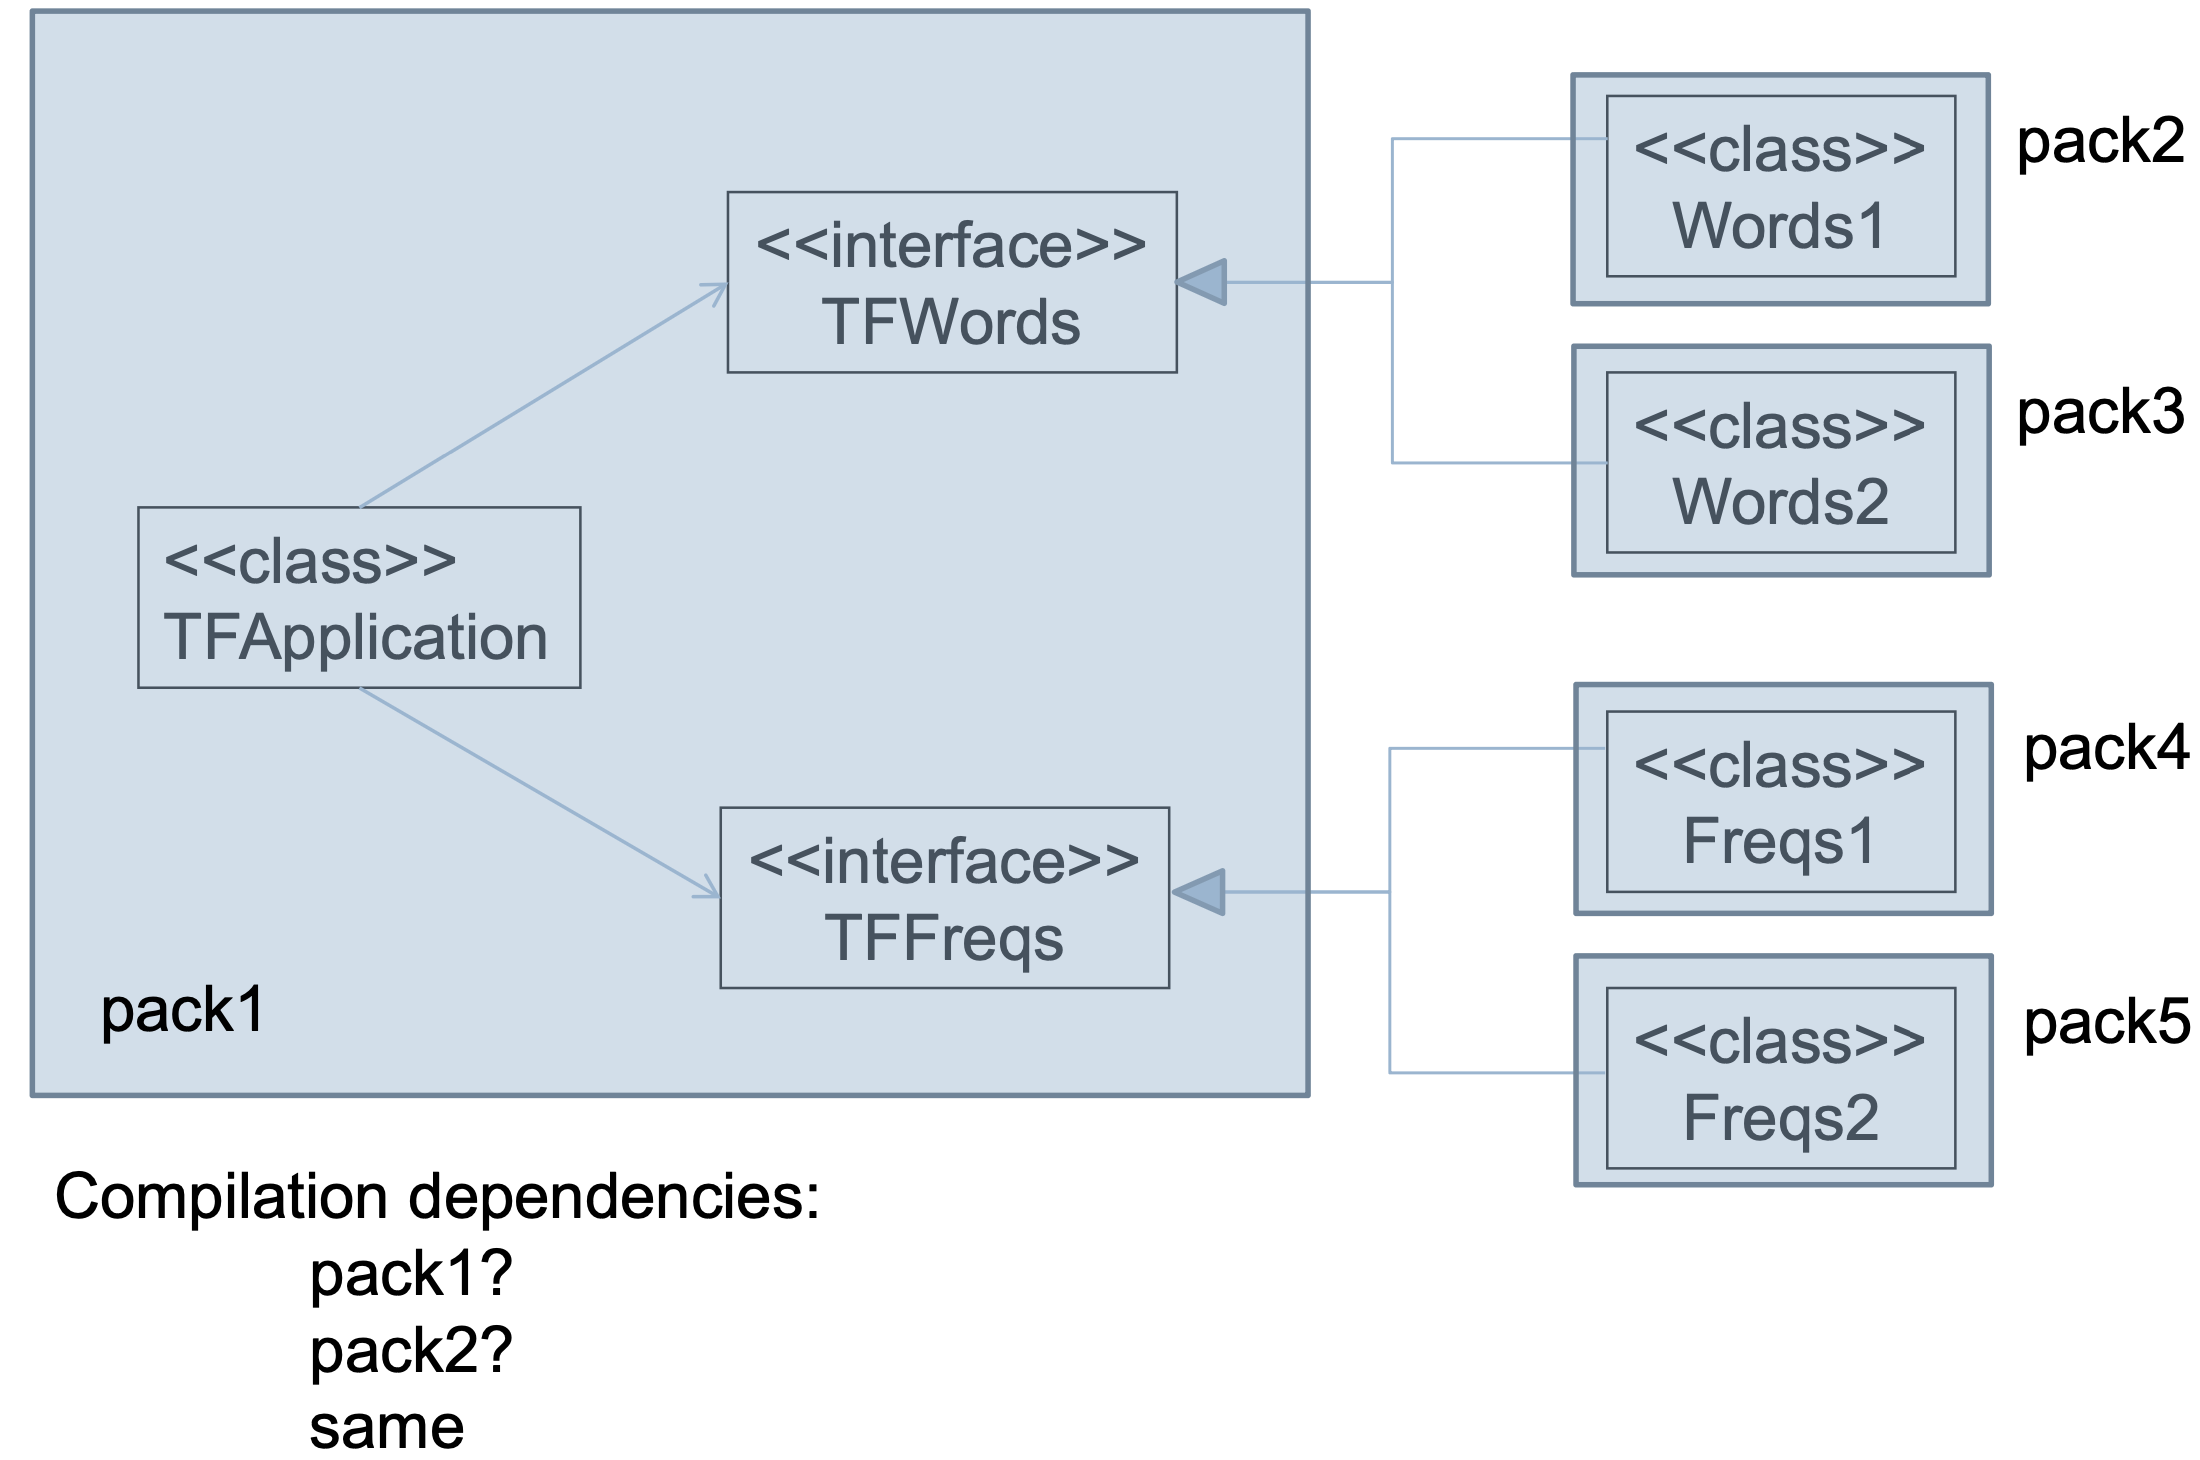 <<class>>
Words1
pack2
<<interface>>
TFWords
<<class>>
Words2
pack3
<<class>>
TFApplication
<<class>>
Freqs1
pack4
<<interface>>
TFFreqs
<<class>>
Freqs2
pack5
pack1
Compilation dependencies:
pack1?
pack2?
same